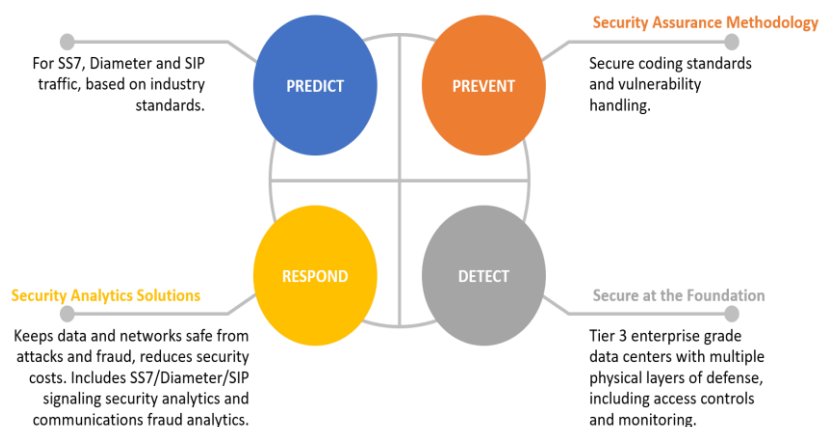 For SS7, Diameter and SIP
traffic, based on industry
standards.
PREDICT
PREVENT
Security Assurance Methodology
Secure coding standards
and vulnerability
handling.
Security Analytics Solutions
Keeps data and networks safe from
attacks and fraud, reduces security
costs. Includes SS7/Diameter/SIP
signaling security analytics and
communications fraud analytics.
RESPOND
DETECT
Secure at the Foundation
Tier 3 enterprise grade
data centers with multiple
physical layers of defense,
including access controls
and monitoring.